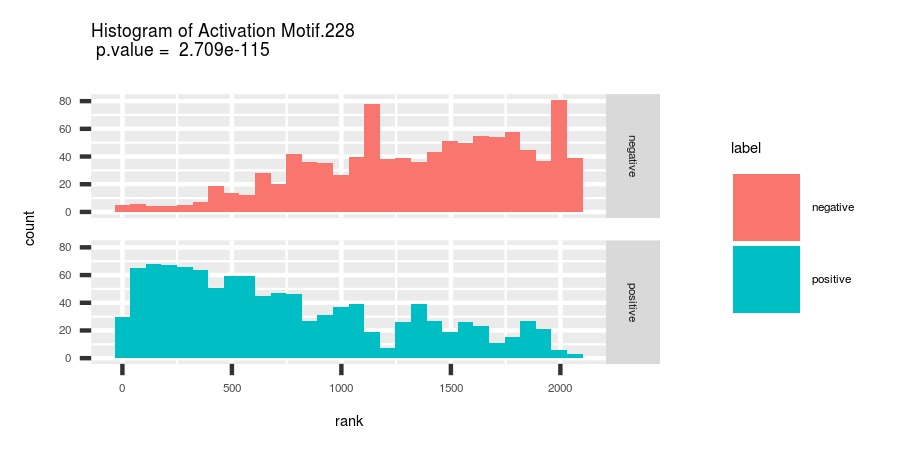 Histogram of Activation Motif.228
p.value =  2.709e-115
count
80
60
40
20
0
negative
80
60
40
20
0
positive
0 500 1000 1500 2000
rank
label
negative
positive